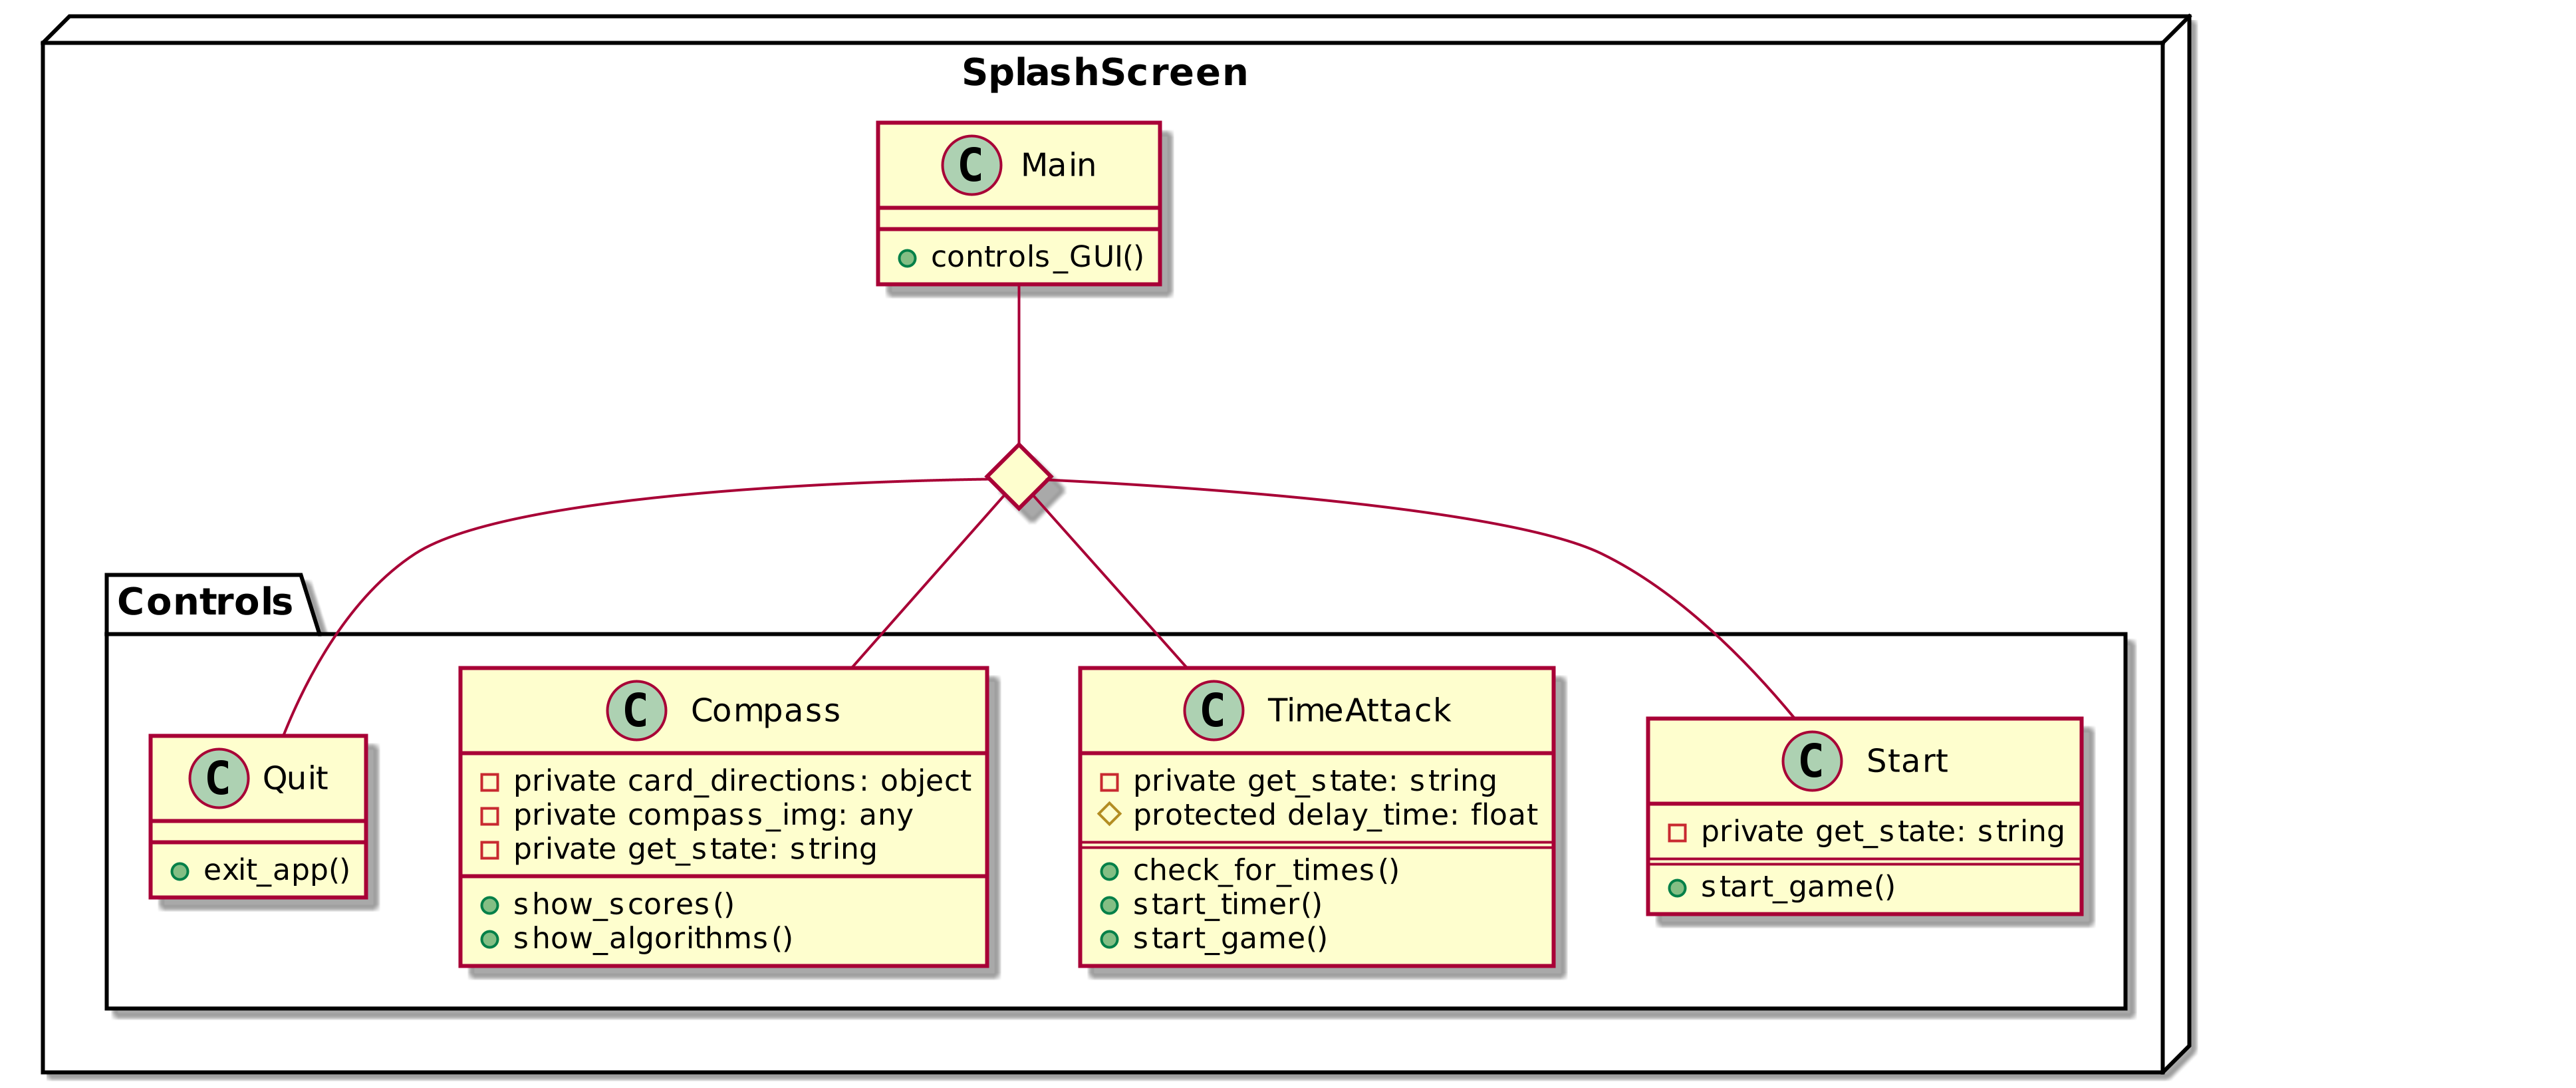 SplashScreen
C Main
controls_GUI()
Controls
C Quit
exit_app()
C Compass
private card_directions: object
private compass_img: any
private get_state: string
show_scores()
show_algorithms()
C TimeAttack
private get_state: string
protected delay_time: float
check_for_times()
start_timer()
start_game()
C Start
private get_state: string
start_game()